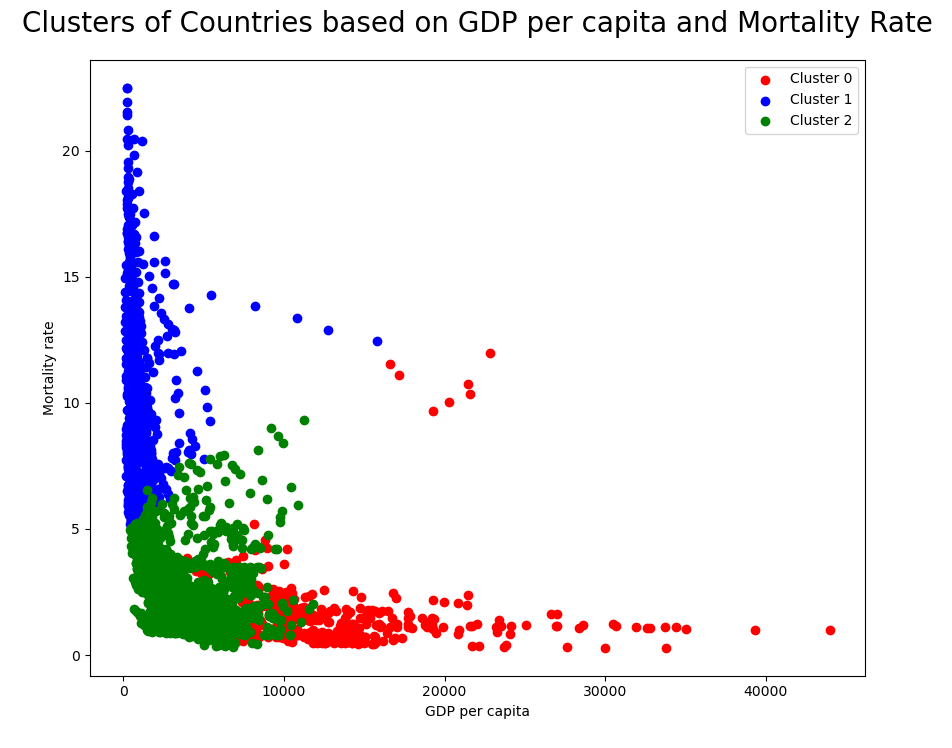 Clusters of Countries based on GDP per capita and Mortality Rate
Cluster 0
Cluster 1
Cluster 2
20
15
10
5
0
Mortality rate
0 10000 20000 30000 40000
GDP per capita